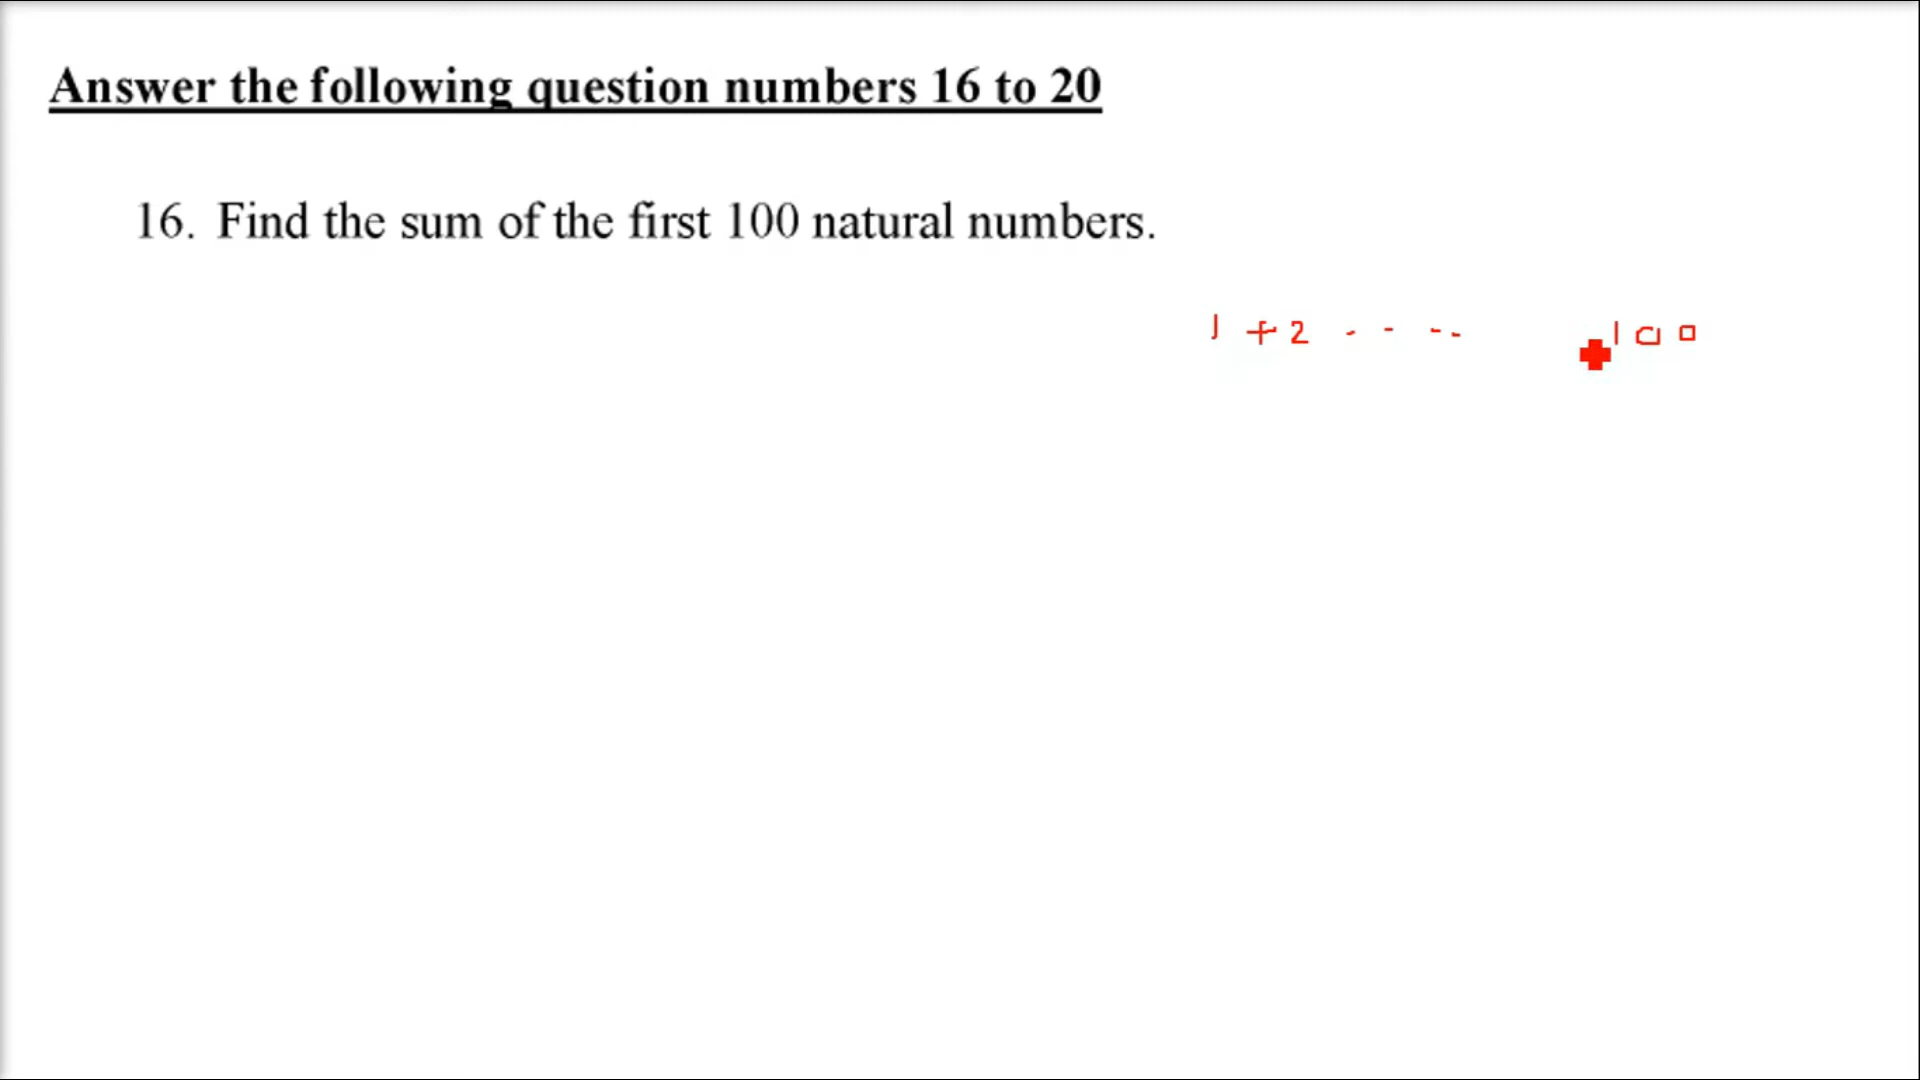 Answer the following question numbers 16 to 20
16. Find the sum of the first 100 natural numbers.
1 + 2 - - - - 100